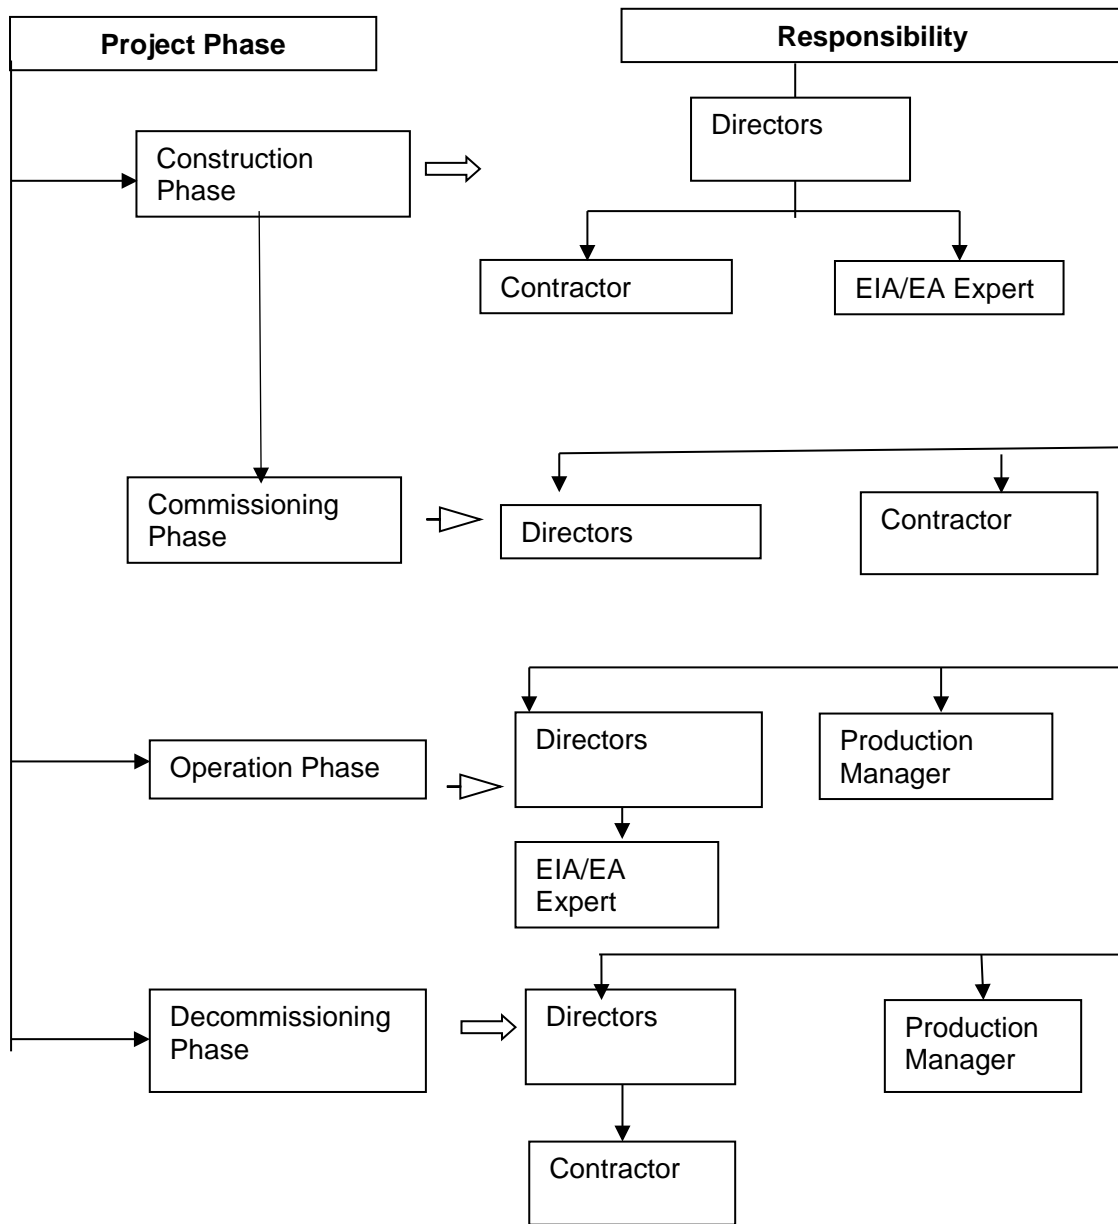 Project Phase
Responsibility
Directors
Construction
Phase
Contractor
EIA/EA Expert
Commissioning
Phase
Directors
Contractor
Operation Phase
Directors
Production
Manager
EIA/EA
Expert
Decommissioning
Phase
Directors
Production
Manager
Contractor